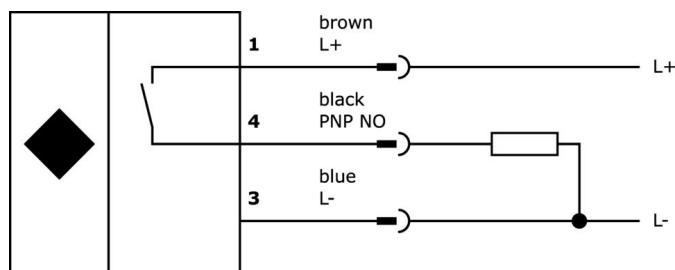 brown
1 L+
L+
black
4 PNP NO
blue
3 L-
L-